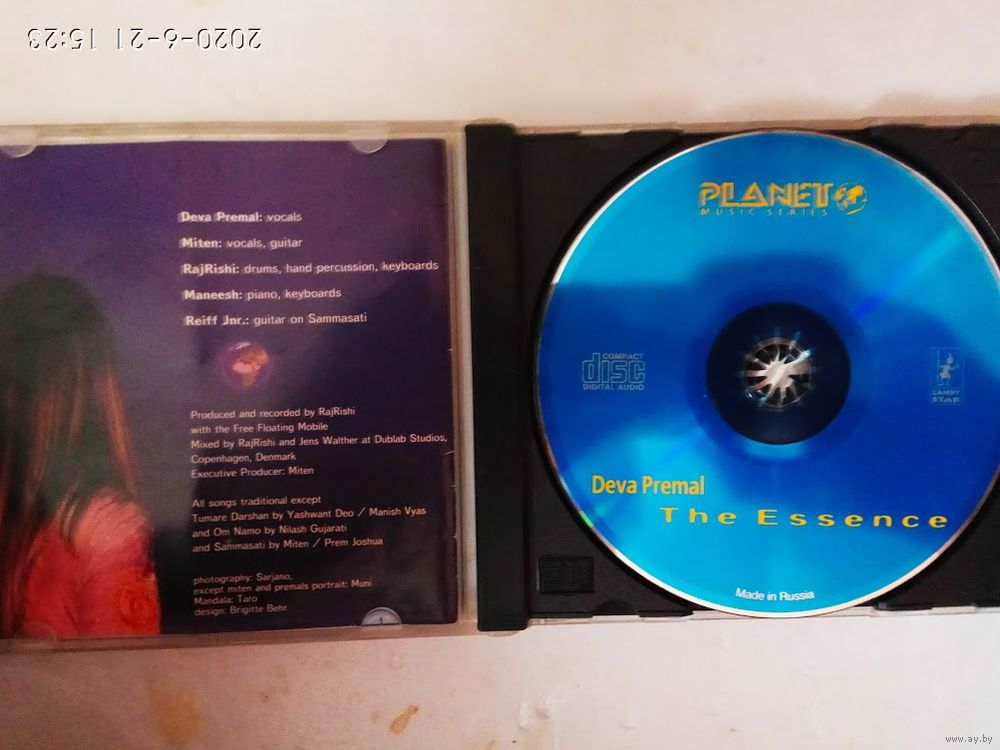 2020-6-21 15:23
Deva Premal: vocals
Miten: vocals, guitar
RajRishi: drums, hand percussion, keyboards
Maneesh: piano, keyboards
Reiff Jnr.: guitar on Sammasati
Produced and recorded by RajRishi
with the Free Floating Mobile
Mixed by RajRishi and Jens Walther at Dublab Studios,
Copenhagen, Denmark
Executive Producer: Miten
All songs traditional except
Tumare Darshan by Yashwant Deo / Manish Vyas
and Om Namo by Nilash Gujarati
and Sammasati by Miten / Prem Joshua
photography: Sarjano,
except miten and premals portrait: Muni
Mandala: Taro
design: Brigitte Behr
PLANET
MUSIC SERIES
COMPACT
disc
DIGITAL AUDIO
LAMPY
STAR
Deva Premal
The Essence
Made in Russia
www.ay.by